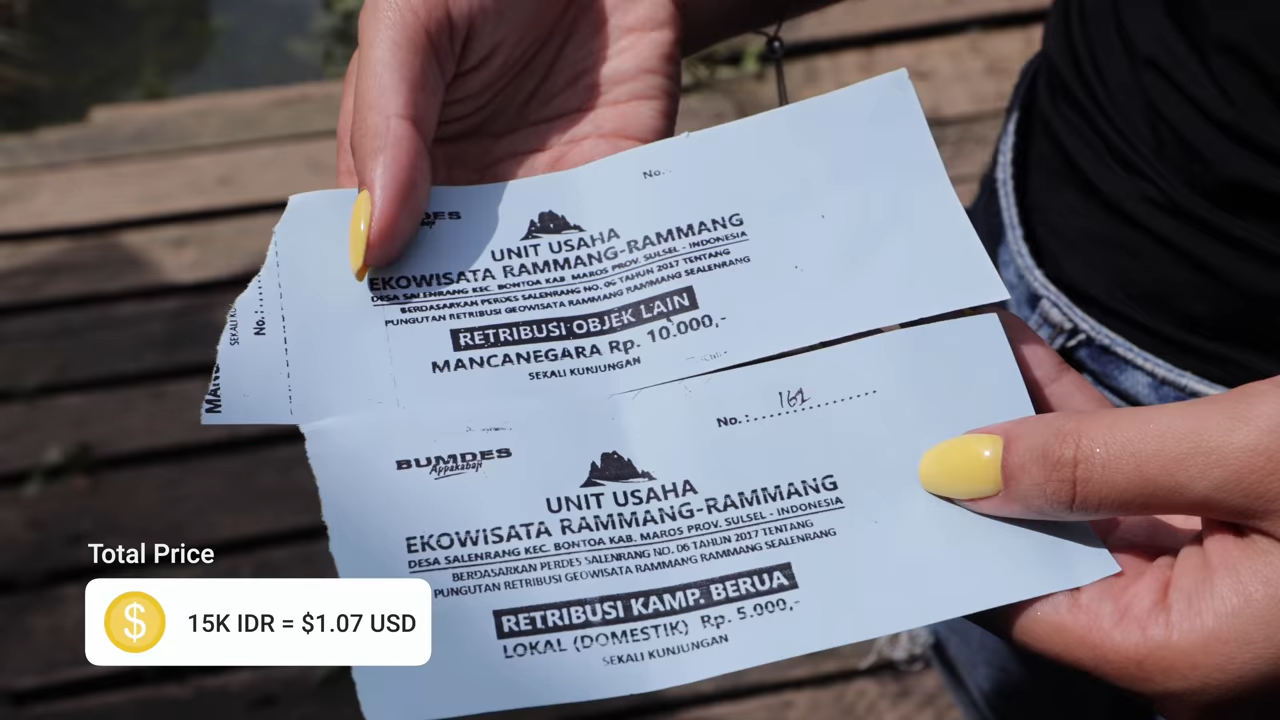 No.
UNIT USAHA
EKOWISATA RAMMANG-RAMMANG
DESA SALENRANG KEC. BONTOA KAB. MAROS PROV. SULSEL - INDONESIA
BERDASARKAN PERDES SALENRANG NO. 06 TAHUN 2017 TENTANG
PUNGUTAN RETRIBUSI GEOWISATA RAMMANG RAMMANG SEALENRANG
RETRIBUSI OBJEK LAIN
MANCANEGARA Rp. 10.000,-
SEKALI KUNJUNGAN
No.:
SEKALI
No.: 162
BUMDES
Appakabaji
UNIT USAHA
EKOWISATA RAMMANG-RAMMANG
DESA SALENRANG KEC. BONTOA KAB. MAROS PROV. SULSEL - INDONESIA
BERDASARKAN PERDES SALENRANG NO. 06 TAHUN 2017 TENTANG
PUNGUTAN RETRIBUSI GEOWISATA RAMMANG RAMMANG SEALENRANG
RETRIBUSI KAMP. BERUA
LOKAL (DOMESTIK) Rp. 5.000,-
SEKALI KUNJUNGAN
Total Price
$ 15K IDR = $1.07 USD